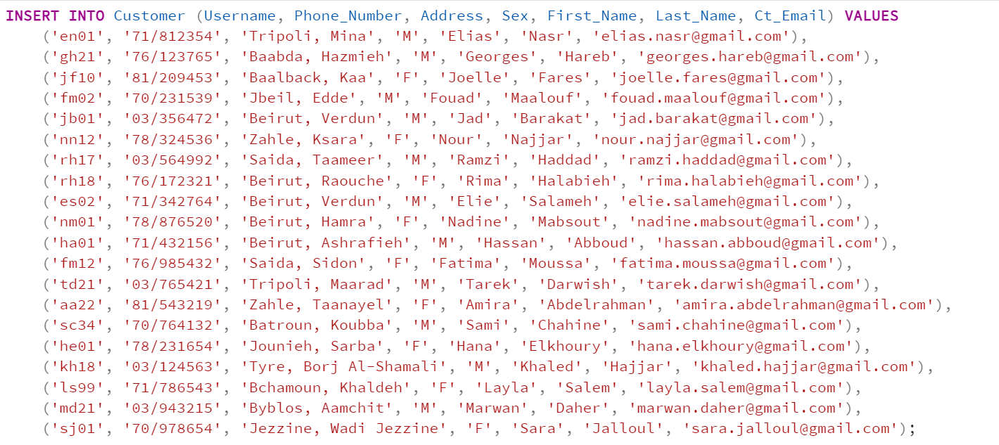 INSERT INTO Customer (Username, Phone_Number, Address, Sex, First_Name, Last_Name, Ct_Email) VALUES
('en01', '71/812354', 'Tripoli, Mina', 'M', 'Elias', 'Nasr', 'elias.nasr@gmail.com'),
('gh21', '76/123765', 'Baabda, Hazmieh', 'M', 'Georges', 'Hareb', 'georges.hareb@gmail.com'),
('jf10', '81/209453', 'Baalback, Kaa', 'F', 'Joelle', 'Fares', 'joelle.fares@gmail.com'),
('fm02', '70/231539', 'Jbeil, Edde', 'M', 'Fouad', 'Maalouf', 'fouad.maalouf@gmail.com'),
('jb01', '03/356472', 'Beirut, Verdun', 'M', 'Jad', 'Barakat', 'jad.barakat@gmail.com'),
('nn12', '78/324536', 'Zahle, Ksara', 'F', 'Nour', 'Najjar', 'nour.najjar@gmail.com'),
('rh17', '03/564992', 'Saida, Taameer', 'M', 'Ramzi', 'Haddad', 'ramzi.haddad@gmail.com'),
('rh18', '76/172321', 'Beirut, Raouche', 'F', 'Rima', 'Halabieh', 'rima.halabieh@gmail.com'),
('es02', '71/342764', 'Beirut, Verdun', 'M', 'Elie', 'Salameh', 'elie.salameh@gmail.com'),
('nm01', '78/876520', 'Beirut, Hamra', 'F', 'Nadine', 'Mabsout', 'nadine.mabsout@gmail.com'),
('ha01', '71/432156', 'Beirut, Ashrafieh', 'M', 'Hassan', 'Abboud', 'hassan.abboud@gmail.com'),
('fm12', '76/985432', 'Saida, Sidon', 'F', 'Fatima', 'Moussa', 'fatima.moussa@gmail.com'),
('td21', '03/765421', 'Tripoli, Maarad', 'M', 'Tarek', 'Darwish', 'tarek.darwish@gmail.com'),
('aa22', '81/543219', 'Zahle, Taanayel', 'F', 'Amira', 'Abdelrahman', 'amira.abdelrahman@gmail.com'),
('sc34', '70/764132', 'Batroun, Koubba', 'M', 'Sami', 'Chahine', 'sami.chahine@gmail.com'),
('he01', '78/231654', 'Jounieh, Sarba', 'F', 'Hana', 'Elkhoury', 'hana.elkhoury@gmail.com'),
('kh18', '03/124563', 'Tyre, Borj Al-Shamali', 'M', 'Khaled', 'Hajjar', 'khaled.hajjar@gmail.com'),
('ls99', '71/786543', 'Bchamoun, Khaldeh', 'F', 'Layla', 'Salem', 'layla.salem@gmail.com'),
('md21', '03/943215', 'Byblos, Aamchit', 'M', 'Marwan', 'Daher', 'marwan.daher@gmail.com'),
('sj01', '70/978654', 'Jezzine, Wadi Jezzine', 'F', 'Sara', 'Jalloul', 'sara.jalloul@gmail.com');